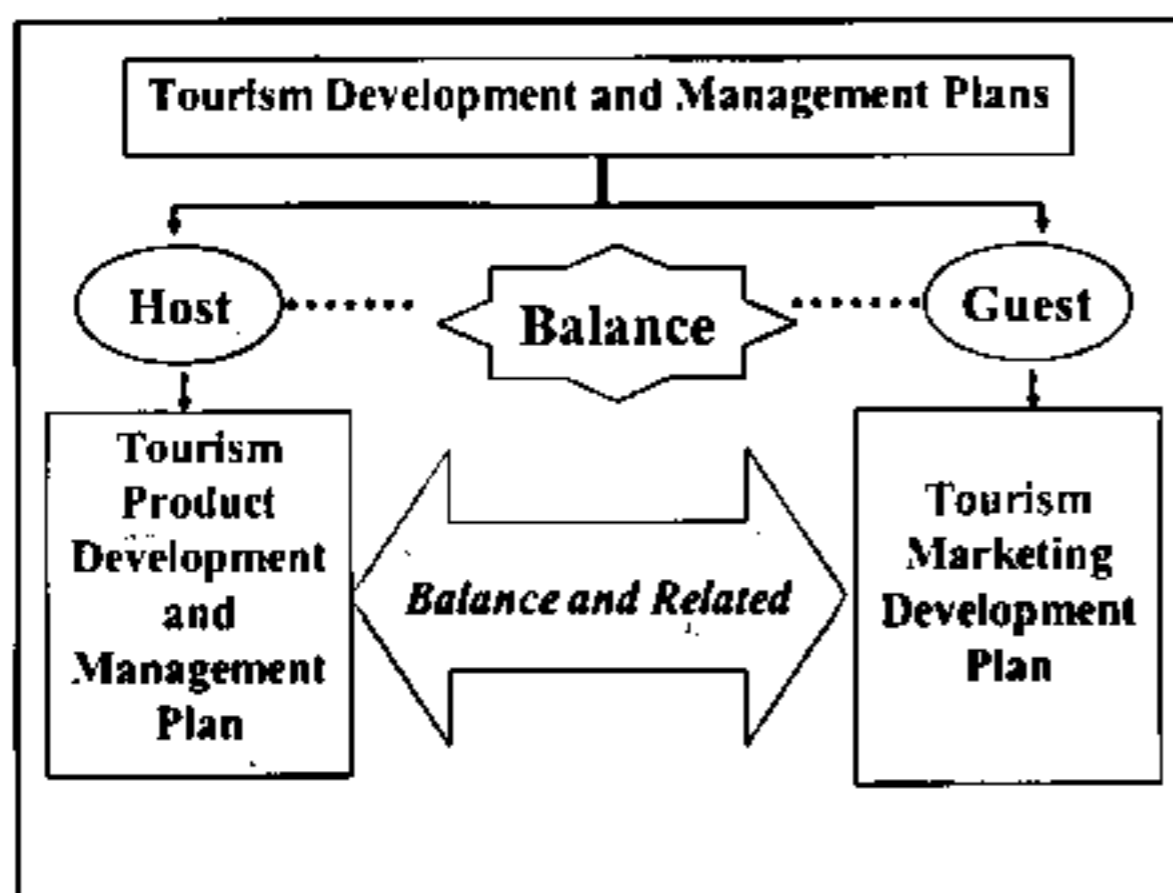 Tourism Development and Management Plans
Host
Balance
Guest
Tourism
Product
Development
and
Management
Plan
Balance and Related
Tourism
Marketing
Development
Plan